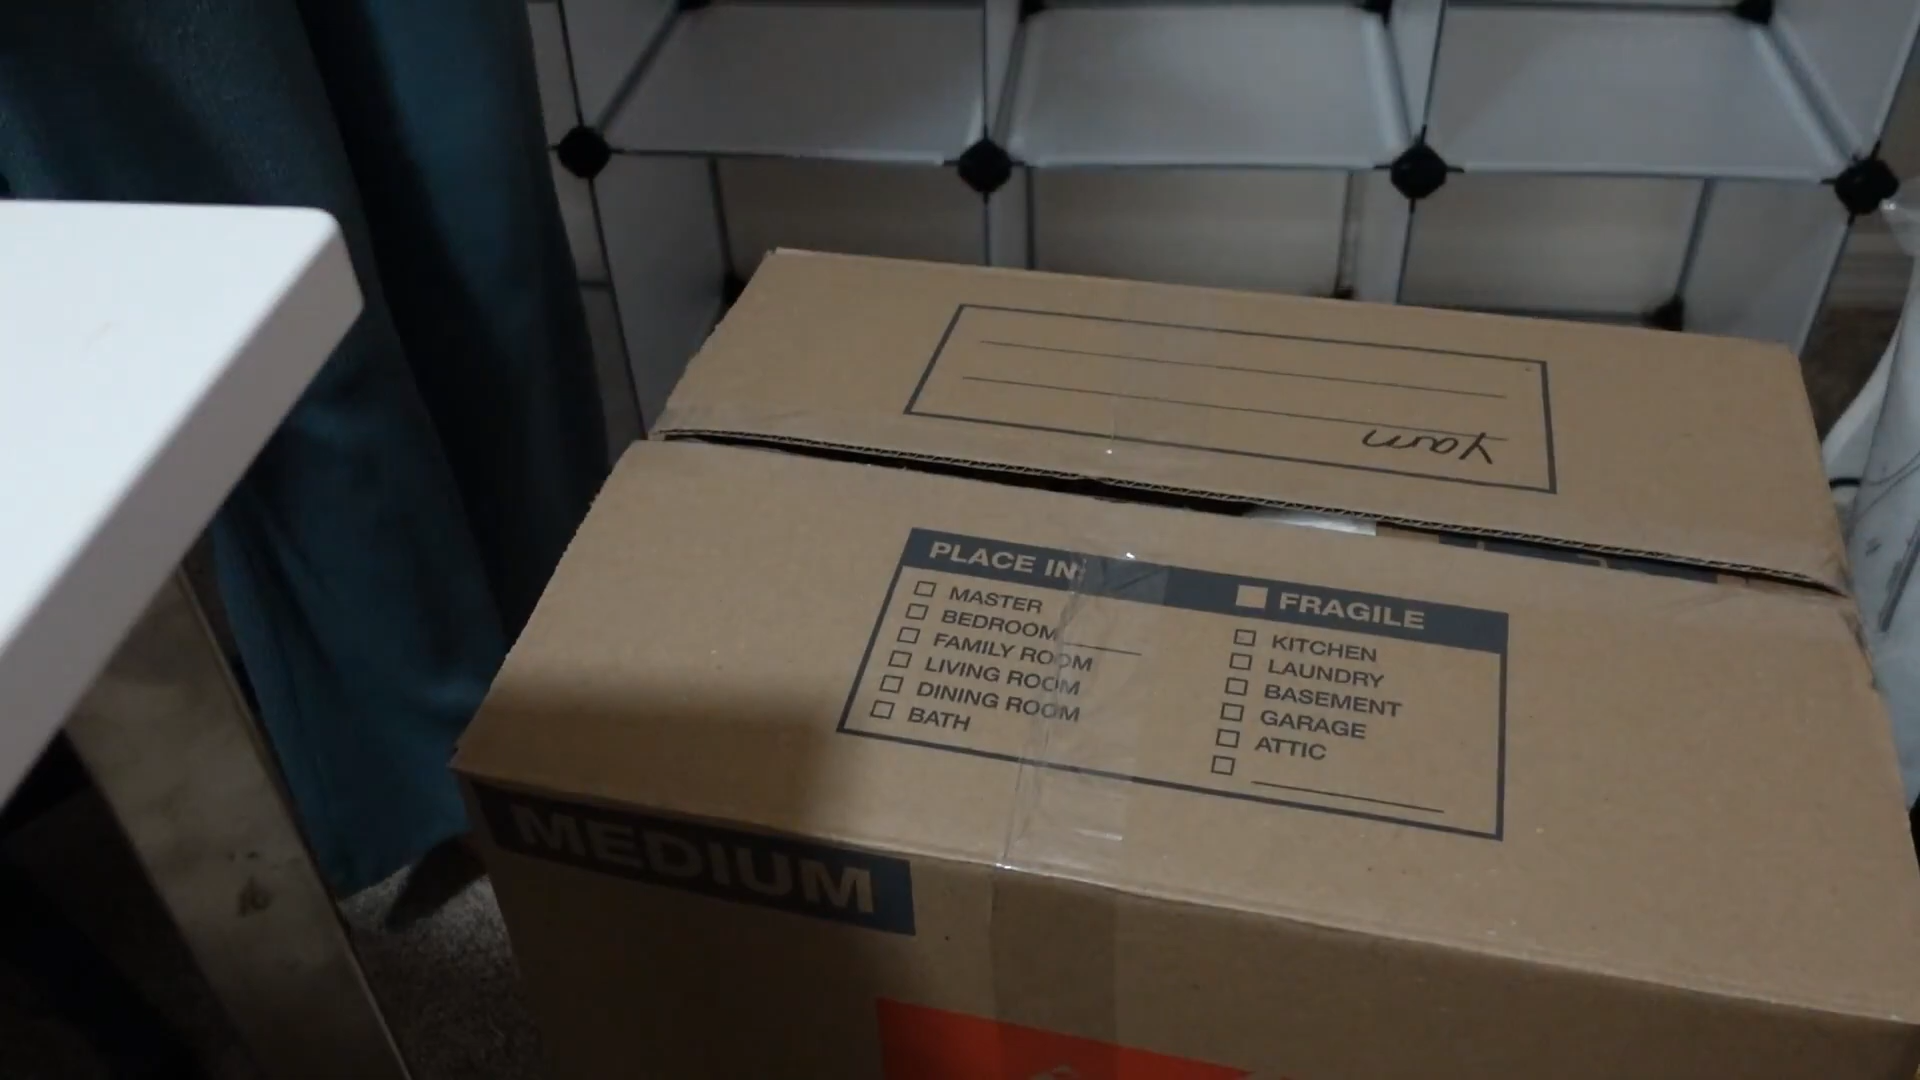 Yarn
PLACE IN:
MASTER
BEDROOM
FAMILY ROOM
LIVING ROOM
DINING ROOM
BATH
FRAGILE
KITCHEN
LAUNDRY
BASEMENT
GARAGE
ATTIC
MEDIUM